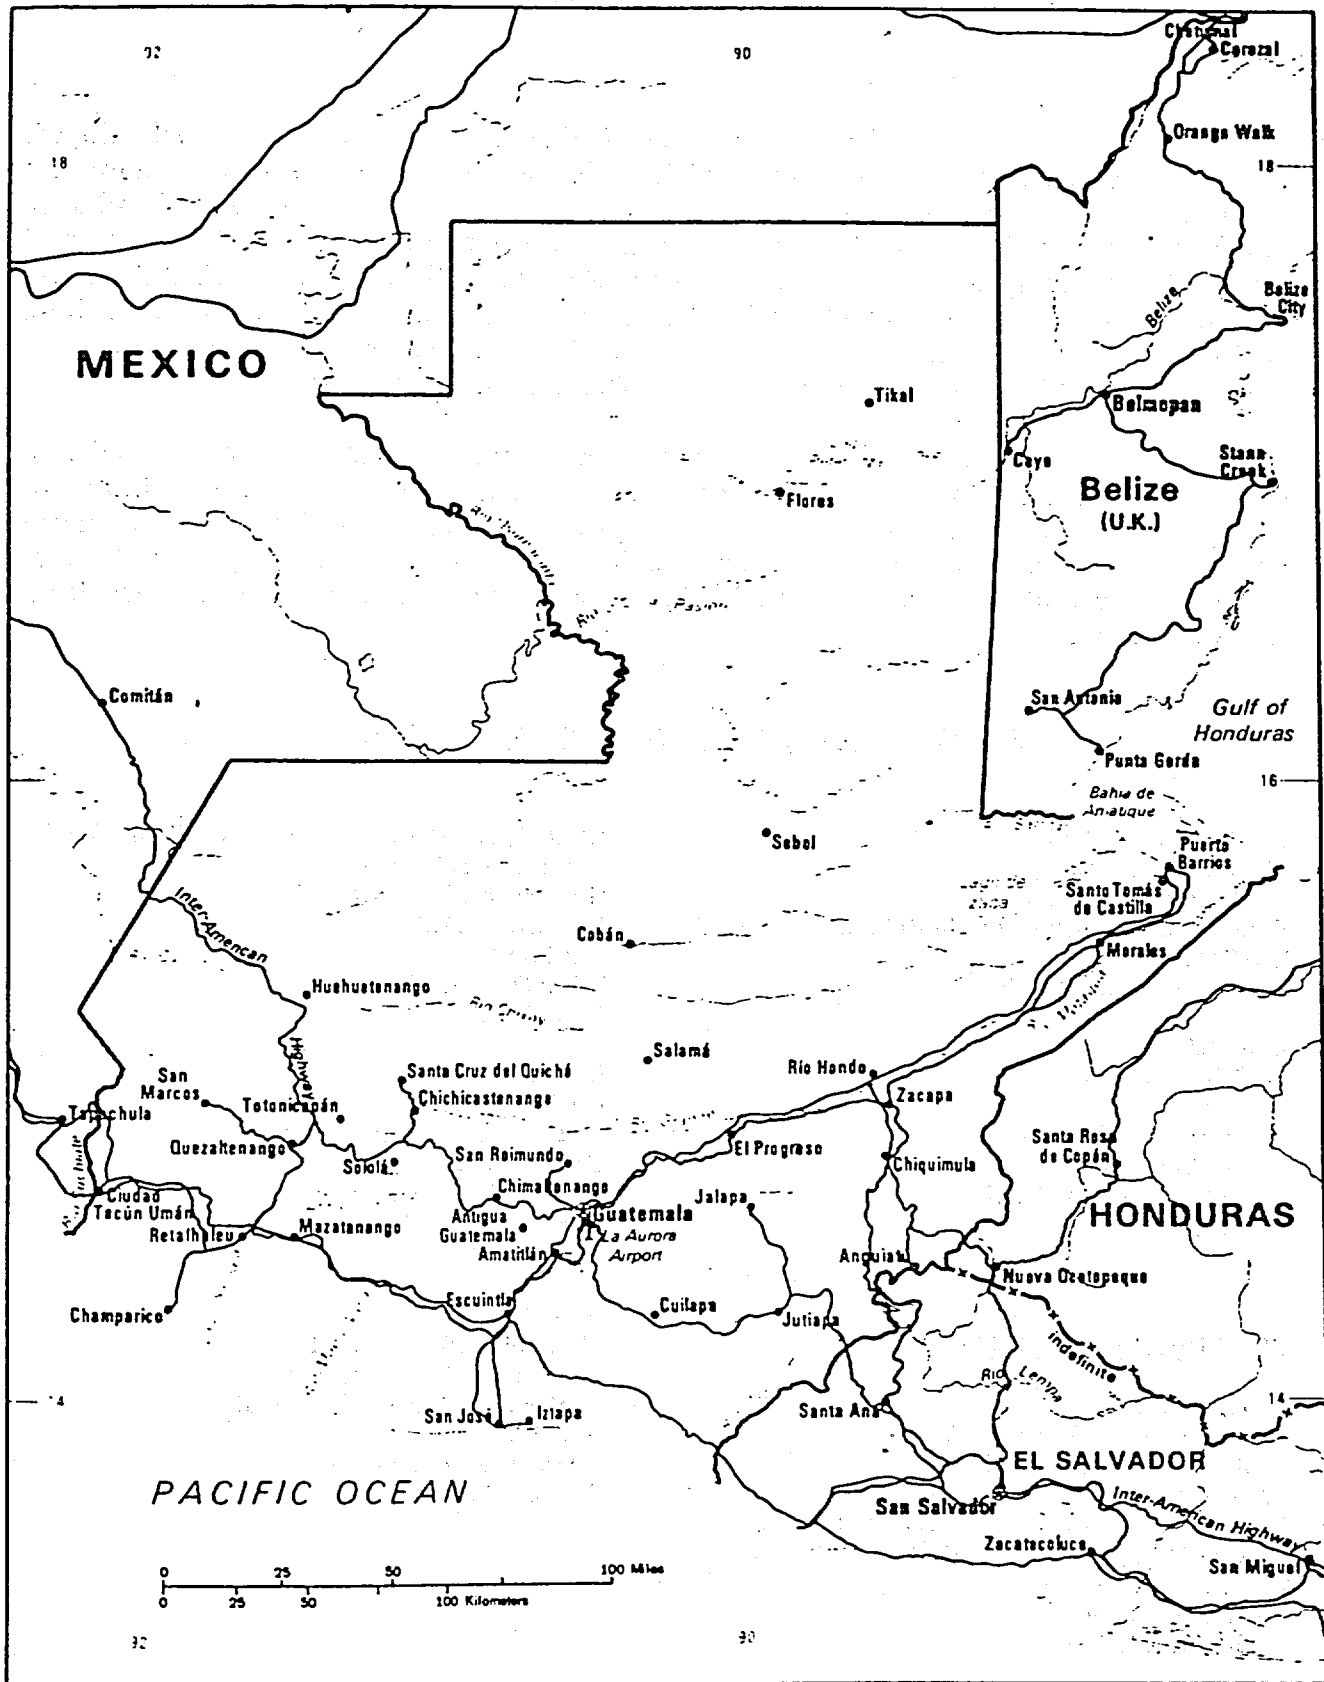 92
90
Chetumal
Corozal
Orange Walk
18
18
Belize
Belize
City
MEXICO
Tikal
Belmopan
Cayo
Stann
Creek
Flores
Belize
(U.K.)
Río
Pasión
Comitán
San Antonio
Gulf of
Honduras
Punta Gorda
16
Bahia de
Amatique
Sebol
Puerto
Barrios
Santo Tomás
de Castilla
Inter-American
Cobán
Morales
Huehuetenango
Highway
Salamá
Río Hondo
San
Marcos
Santa Cruz del Quiché
Totonicapán
Chichicastenango
Zacapa
Tapachula
Quezaltenango
Sololá
San Raimundo
El Progreso
Santa Rosa
de Copán
Chiquimula
Chimaltenango
Jalapa
Ciudad
Tecún Umán
Antigua
Guatemala
Guatemala
HONDURAS
Retalhuleu
Mazatenango
La Aurora
Airport
Amatitlán
Anguiatú
Nueva Ocotepeque
Champarico
Escuintla
Cuilapa
Jutiapa
indefinite
Río Lempa
14
14
San José
Iztapa
Santa Ana
PACIFIC OCEAN
EL SALVADOR
San Salvador
Inter-American Highway
Zacatecoluca
San Miguel
0 25 50 100 Miles
0 25 50 100 Kilometers
92
90